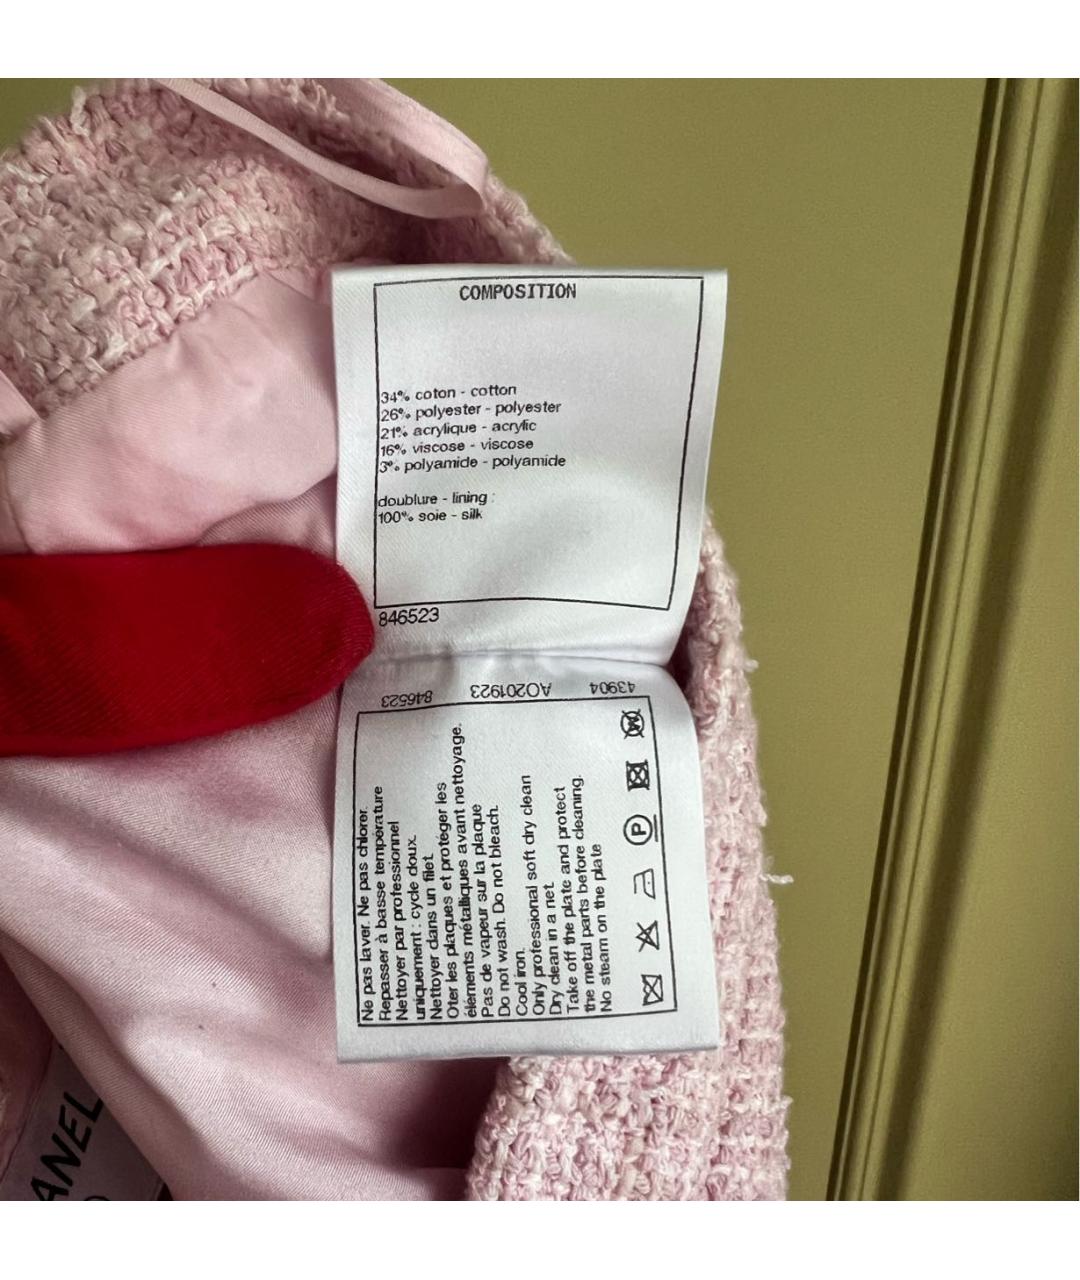 COMPOSITION
34% coton - cotton
26% polyester - polyester
21% acrylique - acrylic
16% viscose - viscose
3% polyamide - polyamide
doublure - lining :
100% soie - silk
846523
846523 AO201923 43904
Ne pas laver. Ne pas chlorer.
Repasser à basse température
Nettoyer par professionnel
uniquement : cycle doux.
Nettoyer dans un filet
Oter les plaques et protéger les
éléments métalliques avant nettoyage.
Pas de vapeur sur la plaque
Do not wash. Do not bleach.
Cool iron.
Only professional soft dry clean
Dry clean in a net
Take off the plate and protect
the metal parts before cleaning.
No steam on the plate
P
ANEL